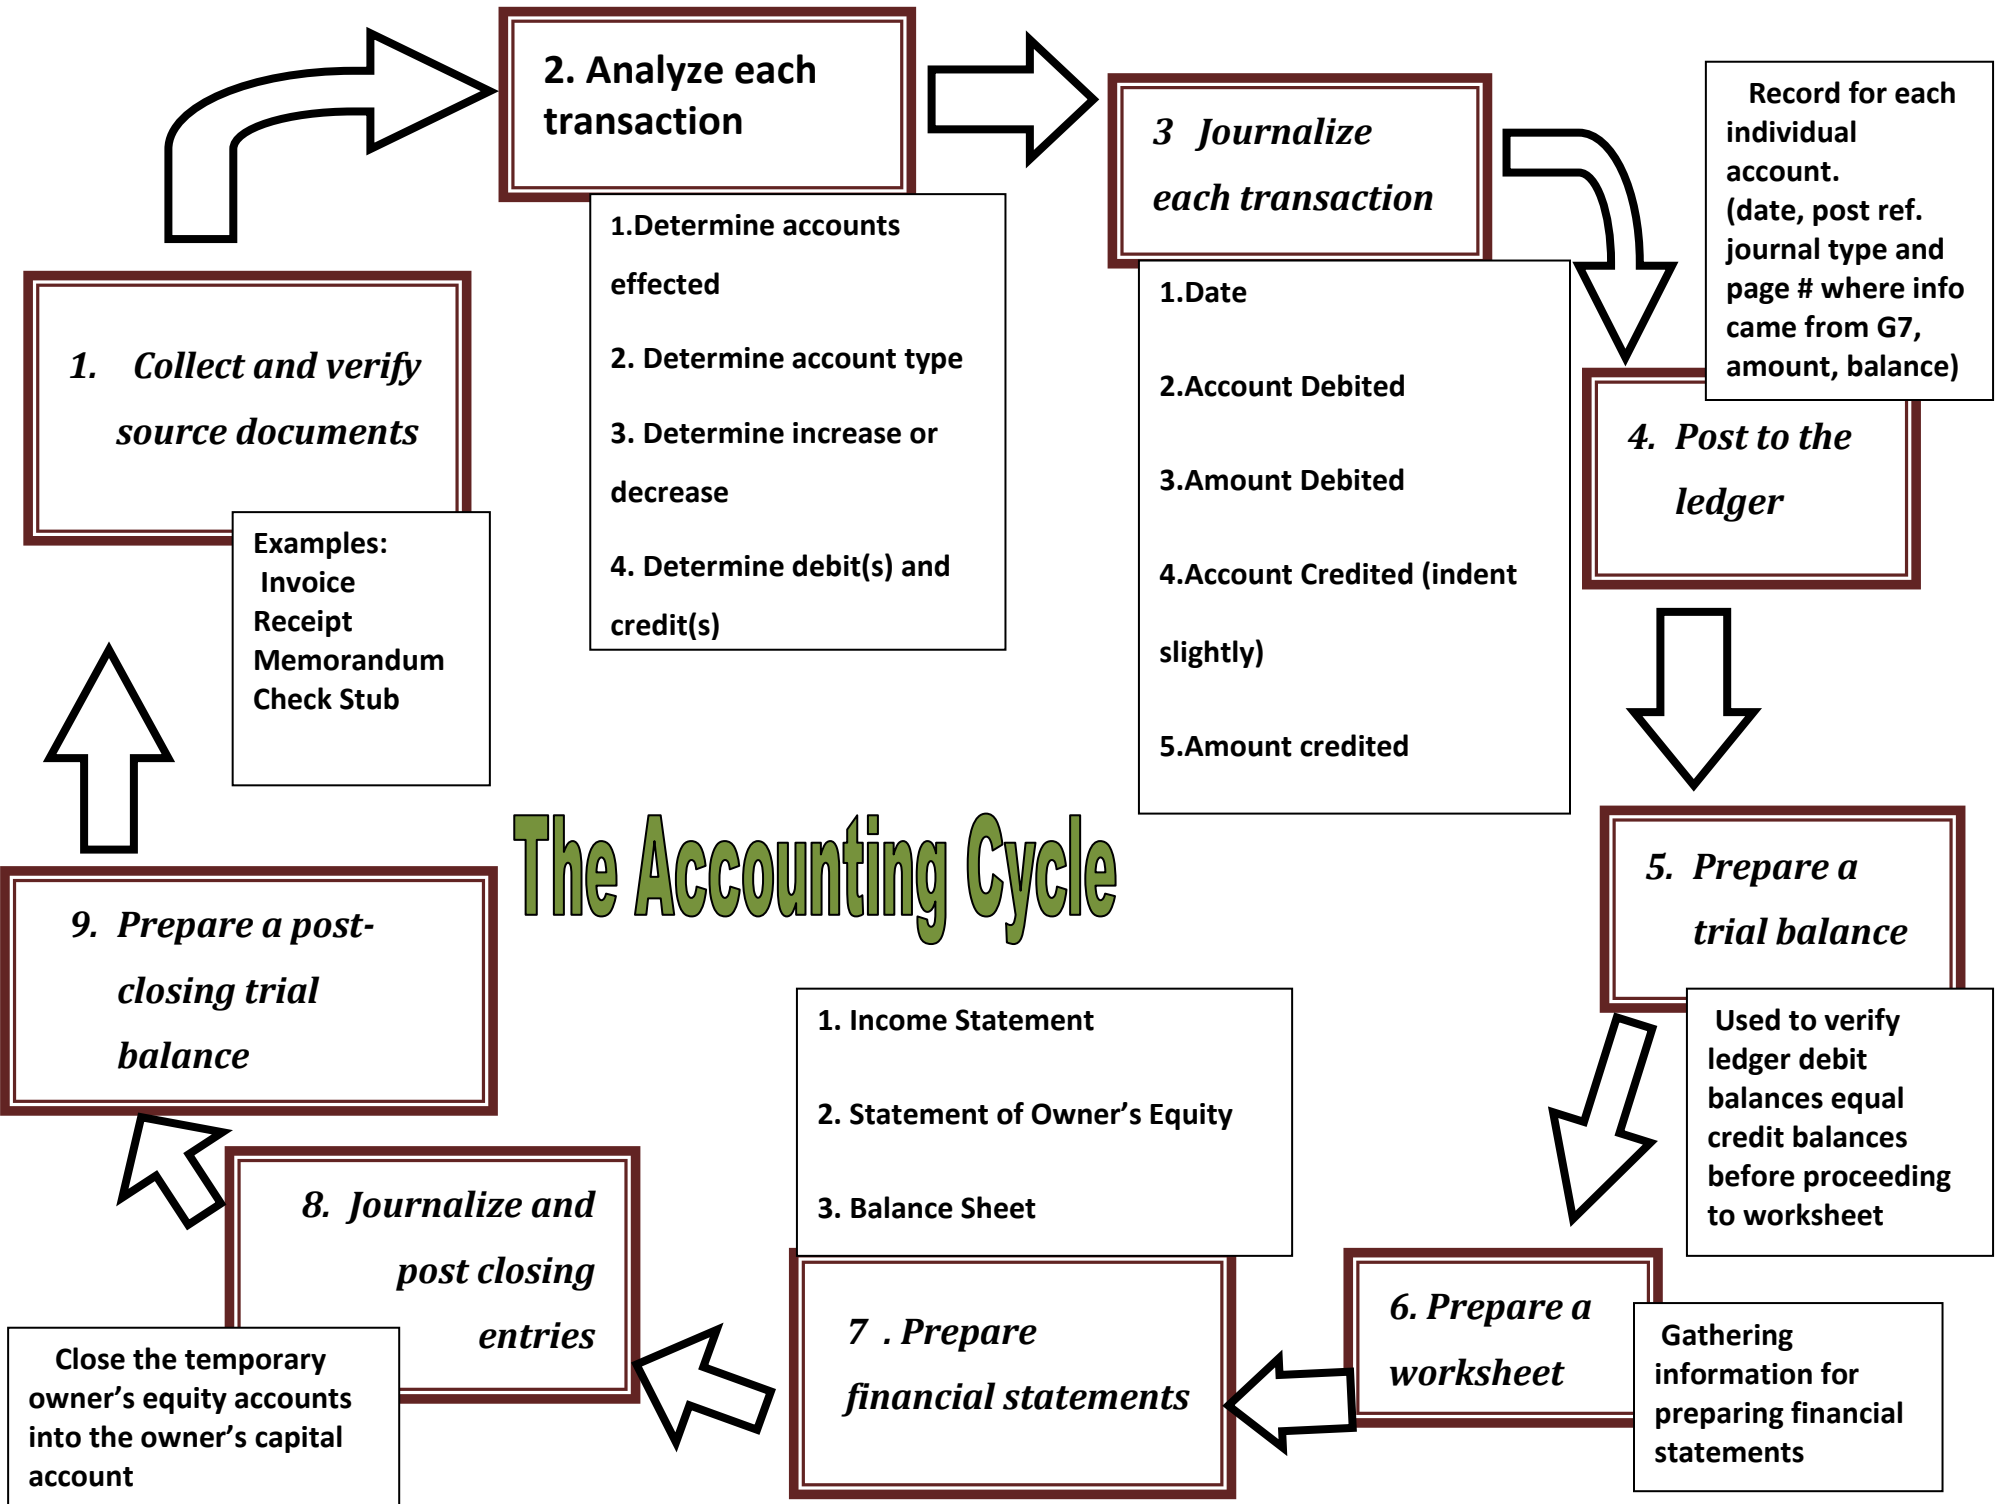 1. Collect and verify
source documents
Examples:
Invoice
Receipt
Memorandum
Check Stub
2. Analyze each
transaction
1.Determine accounts
effected
2. Determine account type
3. Determine increase or
decrease
4. Determine debit(s) and
credit(s)
3 Journalize
each transaction
1.Date
2.Account Debited
3.Amount Debited
4.Account Credited (indent
slightly)
5.Amount credited
Record for each
individual
account.
(date, post ref.
journal type and
page # where info
came from G7,
amount, balance)
4. Post to the
ledger
5. Prepare a
trial balance
Used to verify
ledger debit
balances equal
credit balances
before proceeding
to worksheet
The Accounting Cycle
6. Prepare a
worksheet
Gathering
information for
preparing financial
statements
1. Income Statement
2. Statement of Owner’s Equity
3. Balance Sheet
7 . Prepare
financial statements
8. Journalize and
post closing
entries
Close the temporary
owner’s equity accounts
into the owner’s capital
account
9. Prepare a post-
closing trial
balance